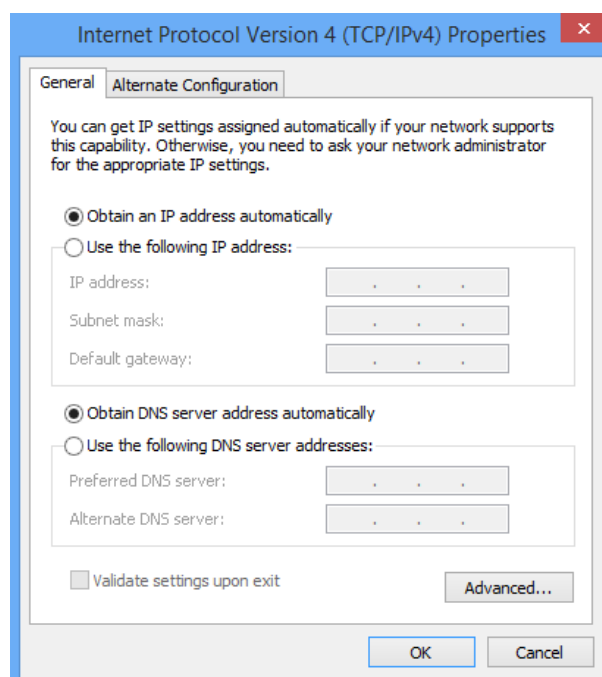 Internet Protocol Version 4 (TCP/IPv4) Properties
General
Alternate Configuration
You can get IP settings assigned automatically if your network supports
this capability. Otherwise, you need to ask your network administrator
for the appropriate IP settings.
Obtain an IP address automatically
Use the following IP address:
IP address:
Subnet mask:
Default gateway:
Obtain DNS server address automatically
Use the following DNS server addresses:
Preferred DNS server:
Alternate DNS server:
Validate settings upon exit
Advanced...
OK
Cancel